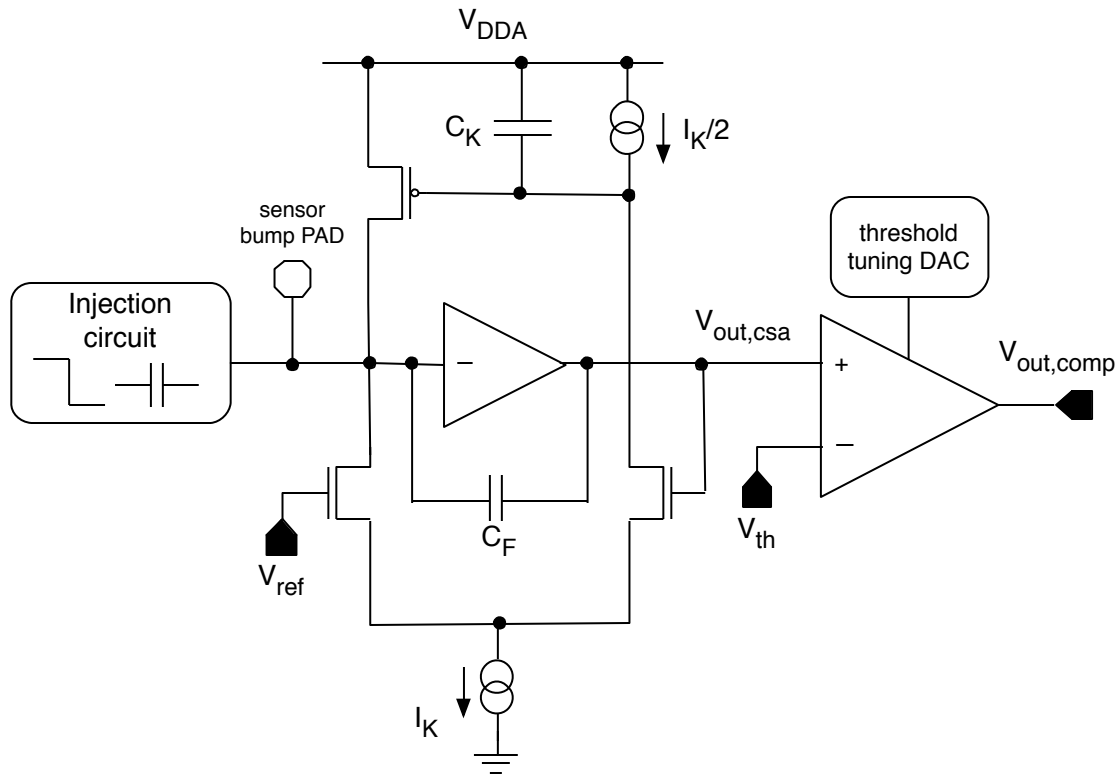 V_DDA
C_K
I_K/2
sensor
bump PAD
threshold
tuning DAC
Injection
circuit
−
V_out,csa
+
V_out,comp
−
C_F
V_th
V_ref
I_K